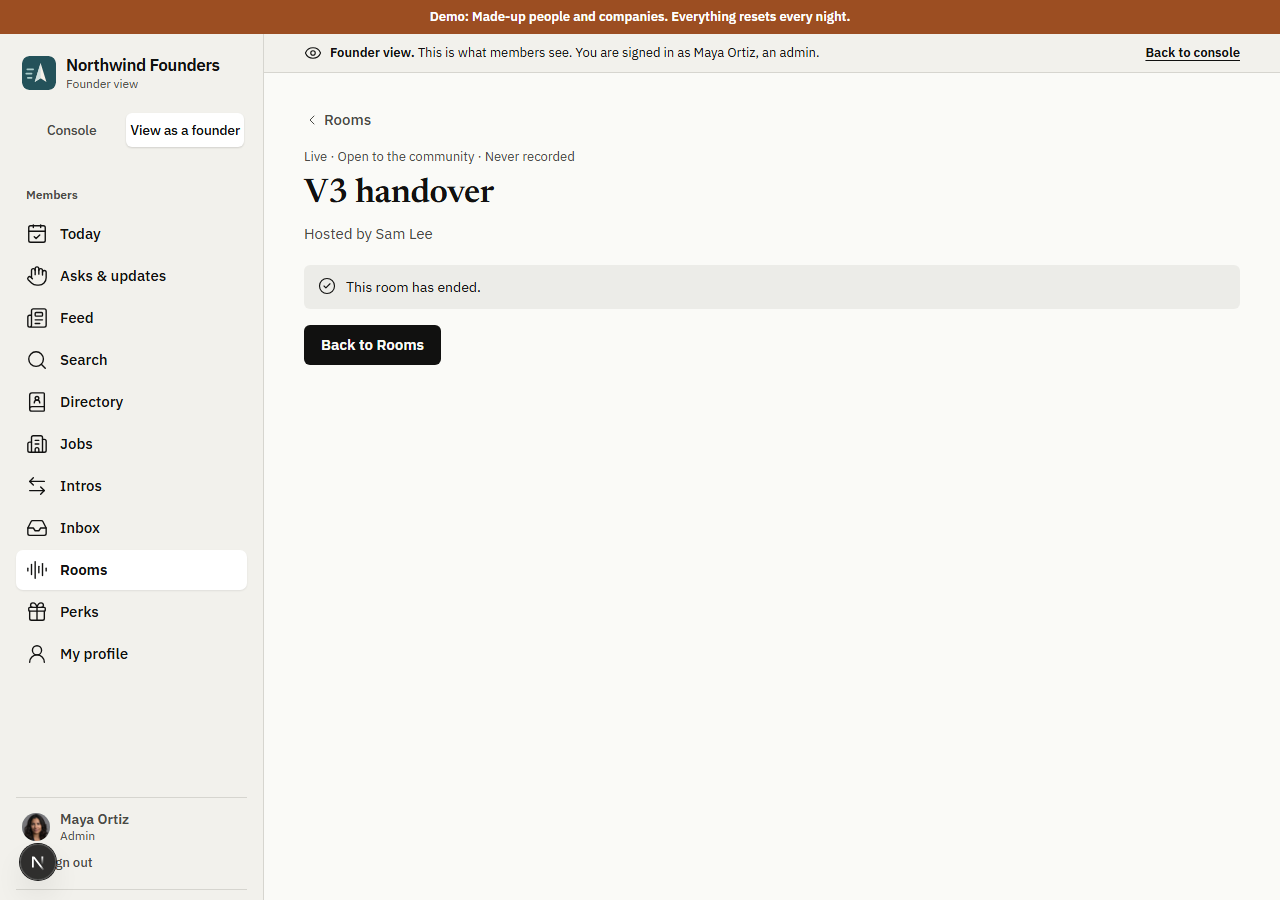 Demo: Made-up people and companies. Everything resets every night.
Northwind Founders
Founder view
Console
View as a founder
Members
Today
Asks & updates
Feed
Search
Directory
Jobs
Intros
Inbox
Rooms
Perks
My profile
Maya Ortiz
Admin
N
gn out
Founder view. This is what members see. You are signed in as Maya Ortiz, an admin.
Back to console
Rooms
Live · Open to the community · Never recorded
V3 handover
Hosted by Sam Lee
This room has ended.
Back to Rooms